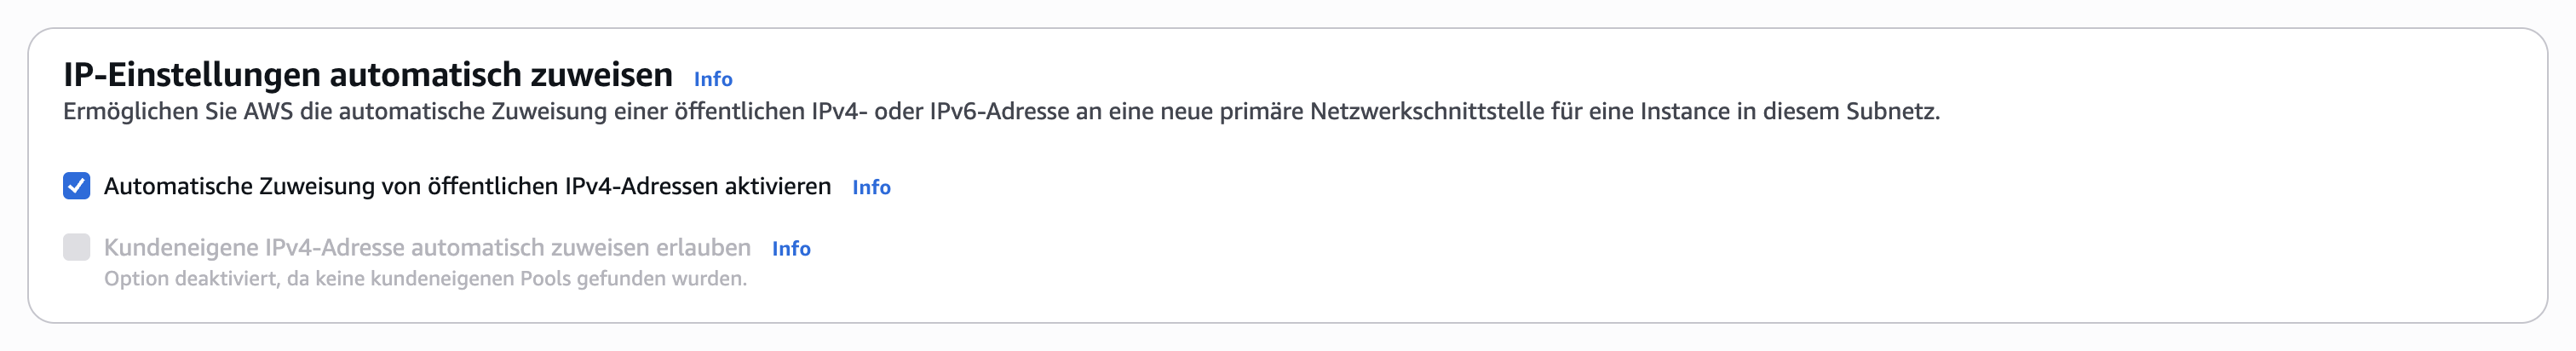 IP-Einstellungen automatisch zuweisen Info
Ermöglichen Sie AWS die automatische Zuweisung einer öffentlichen IPv4- oder IPv6-Adresse an eine neue primäre Netzwerkschnittstelle für eine Instance in diesem Subnetz.
Automatische Zuweisung von öffentlichen IPv4-Adressen aktivieren Info
Kundeneigene IPv4-Adresse automatisch zuweisen erlauben Info
Option deaktiviert, da keine kundeneigenen Pools gefunden wurden.